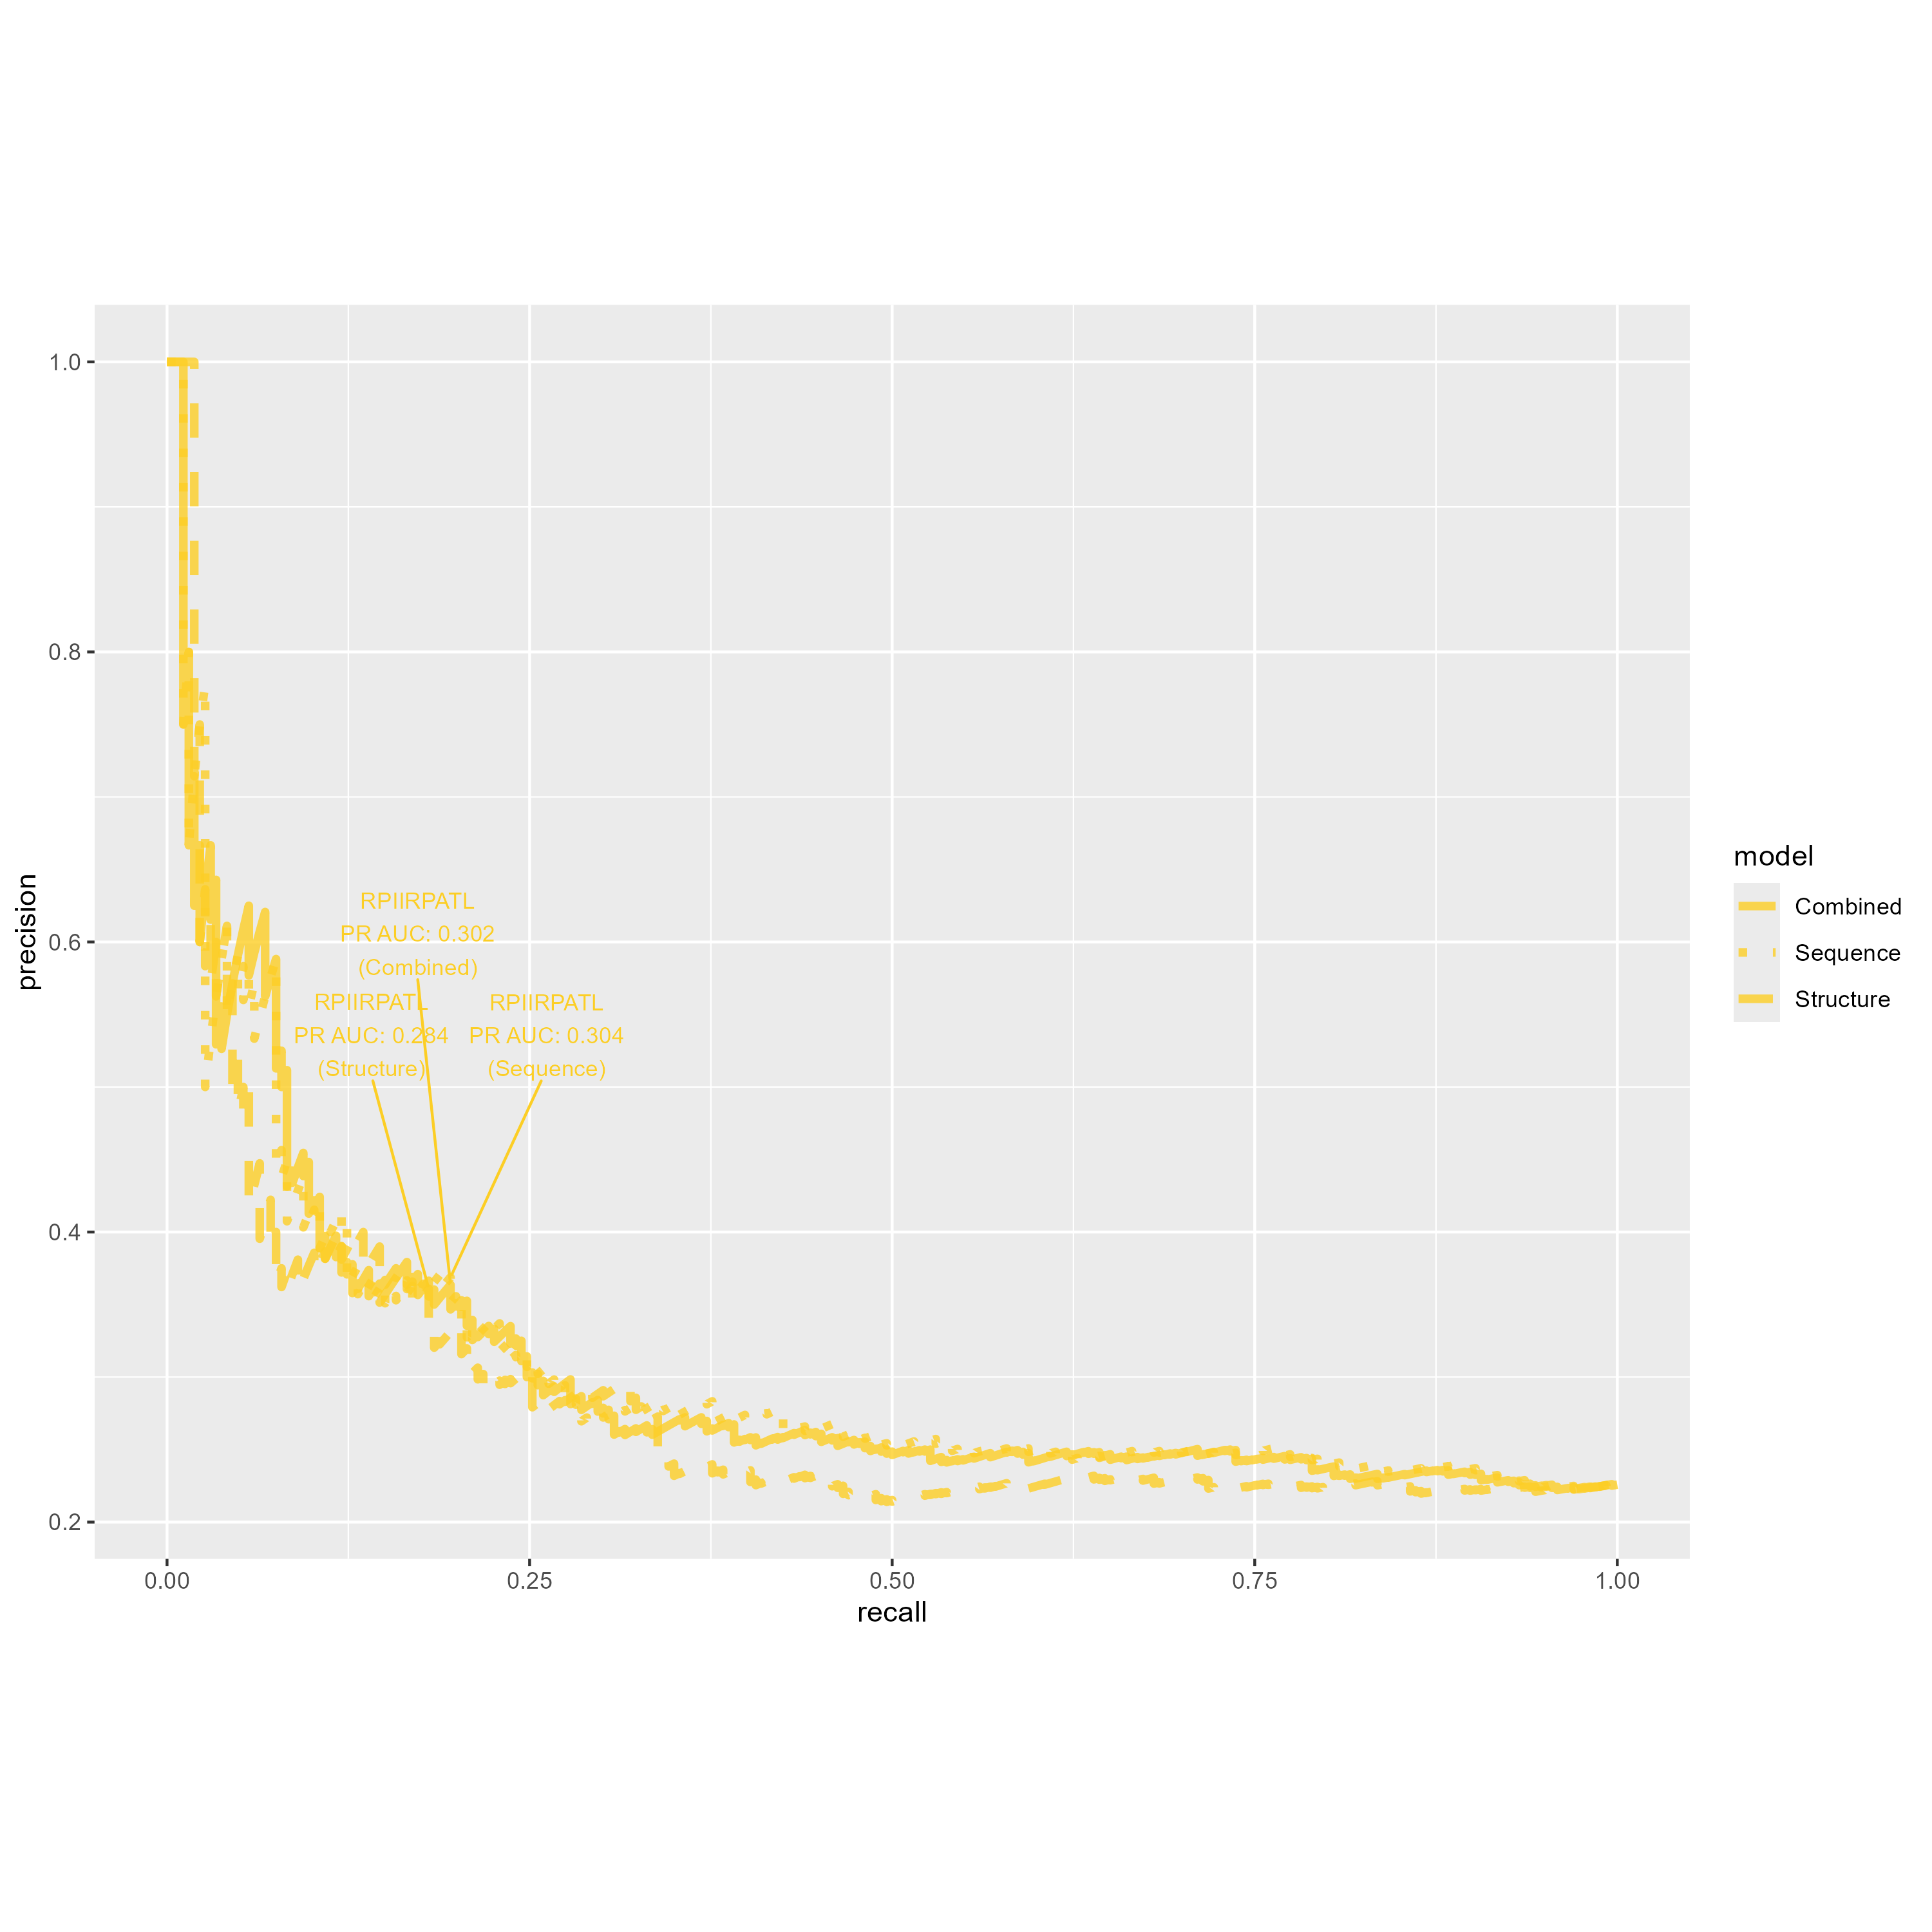 1.0
0.8
0.6
0.4
0.2
precision
RPIIRPATL
PR AUC: 0.302
(Combined)
RPIIRPATL
PR AUC: 0.284
(Structure)
RPIIRPATL
PR AUC: 0.304
(Sequence)
0.00
0.25
0.50
0.75
1.00
recall
model
Combined
Sequence
Structure